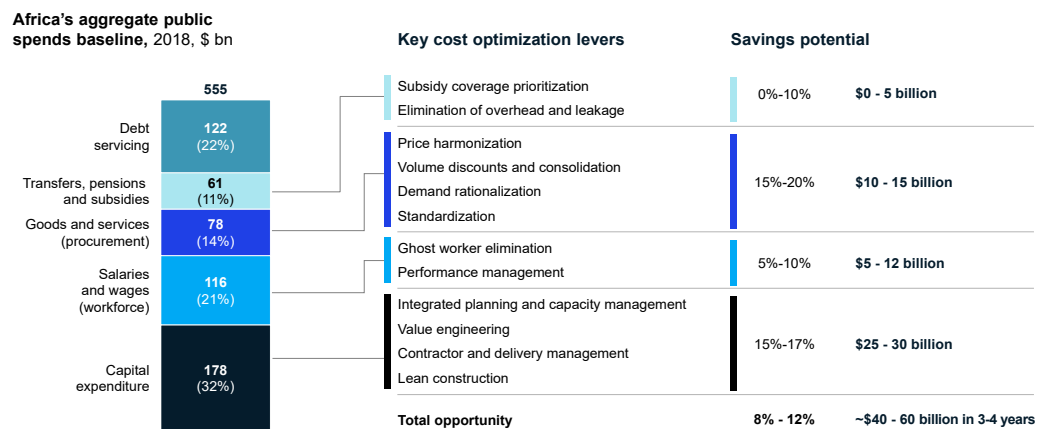 Africa's aggregate public
spends baseline, 2018, $ bn
Key cost optimization levers
Savings potential
555
Debt
servicing
122
(22%)
Transfers, pensions
and subsidies
61
(11%)
Goods and services
(procurement)
78
(14%)
Salaries
and wages
(workforce)
116
(21%)
Capital
expenditure
178
(32%)
Subsidy coverage prioritization
Elimination of overhead and leakage
0%-10%
$0 - 5 billion
Price harmonization
Volume discounts and consolidation
Demand rationalization
Standardization
15%-20%
$10 - 15 billion
Ghost worker elimination
Performance management
5%-10%
$5 - 12 billion
Integrated planning and capacity management
Value engineering
Contractor and delivery management
Lean construction
15%-17%
$25 - 30 billion
Total opportunity
8% - 12%
~$40 - 60 billion in 3-4 years